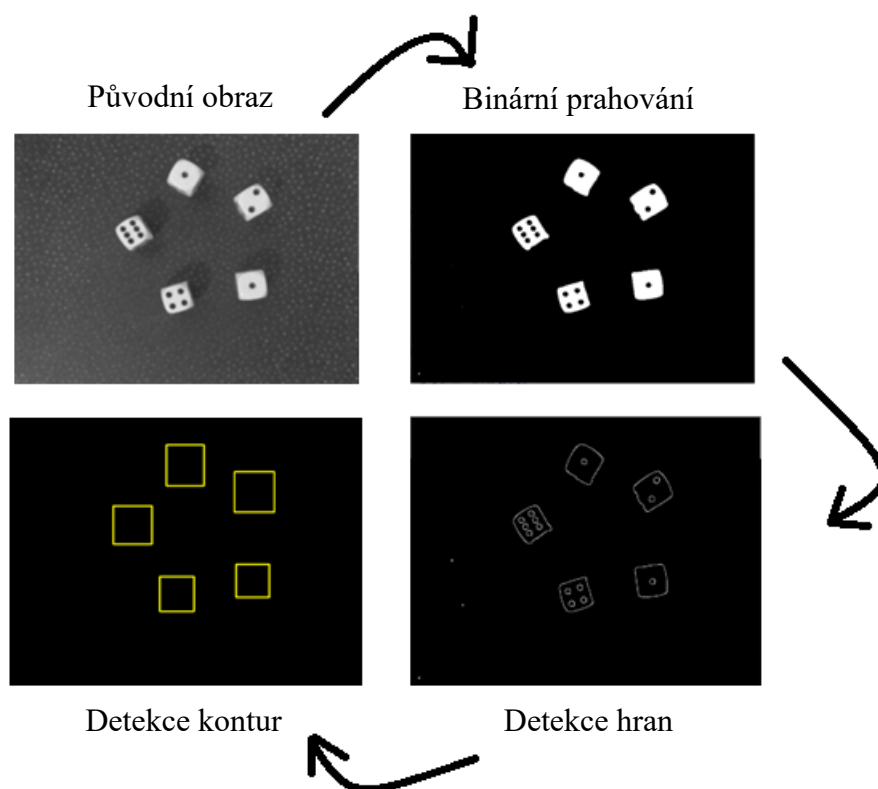 Původní obraz
Binární prahování
Detekce kontur
Detekce hran